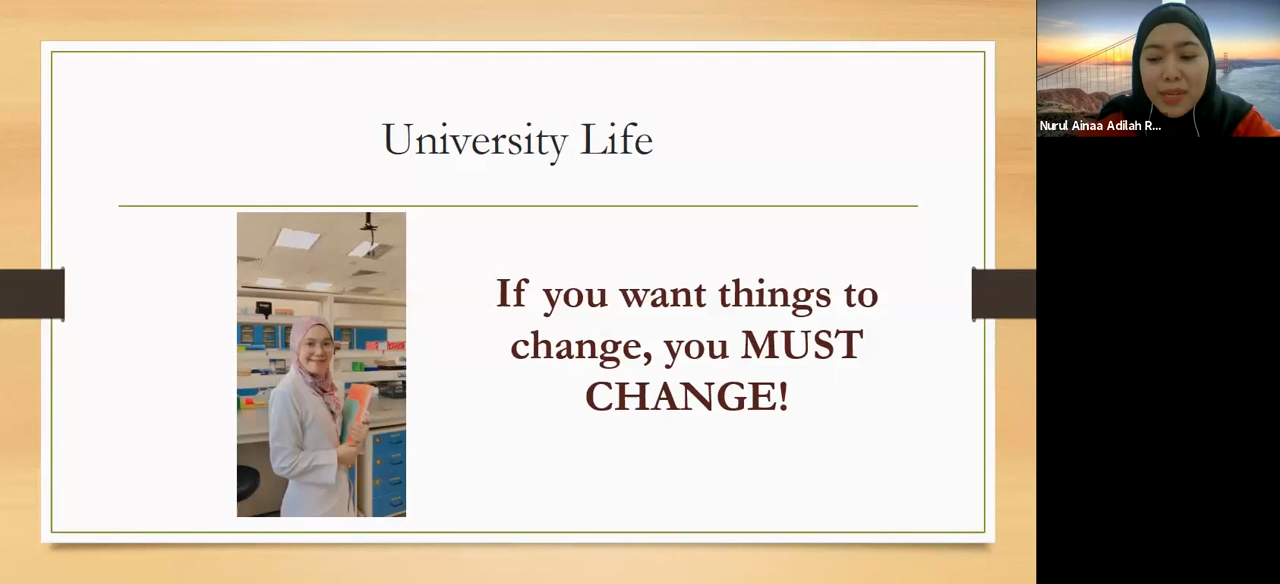 University Life
If you want things to
change, you MUST
CHANGE!
Nurul Ainaa Adilah R...